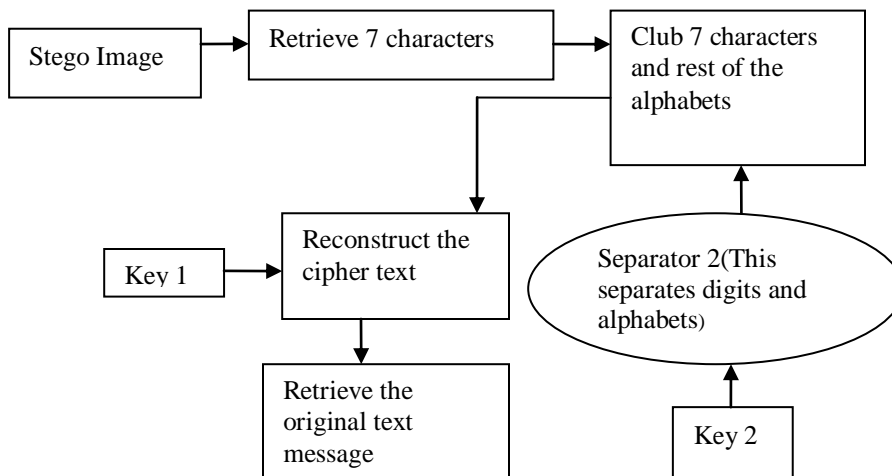 Stego Image
Retrieve 7 characters
Club 7 characters
and rest of the
alphabets
Reconstruct the
cipher text
Key 1
Separator 2(This
separates digits and
alphabets)
Retrieve the
original text
message
Key 2